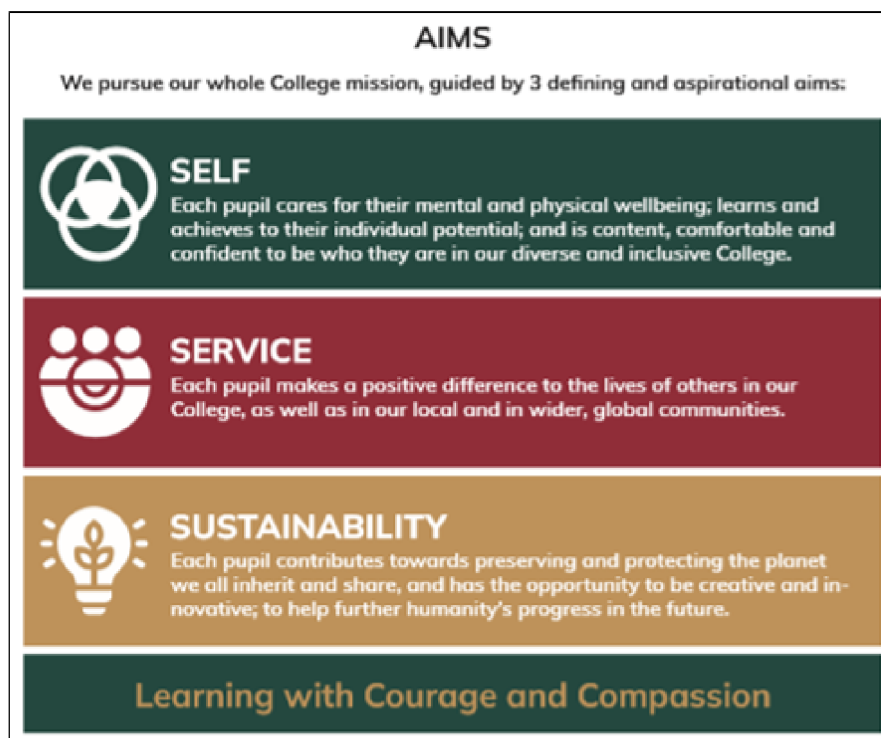 AIMS
We pursue our whole College mission, guided by 3 defining and aspirational aims:
SELF
Each pupil cares for their mental and physical wellbeing; learns and
achieves to their individual potential; and is content, comfortable and
confident to be who they are in our diverse and inclusive College.
SERVICE
Each pupil makes a positive difference to the lives of others in our
College, as well as in our local and in wider, global communities.
SUSTAINABILITY
Each pupil contributes towards preserving and protecting the planet
we all inherit and share, and has the opportunity to be creative and in-
novative; to help further humanity's progress in the future.
Learning with Courage and Compassion